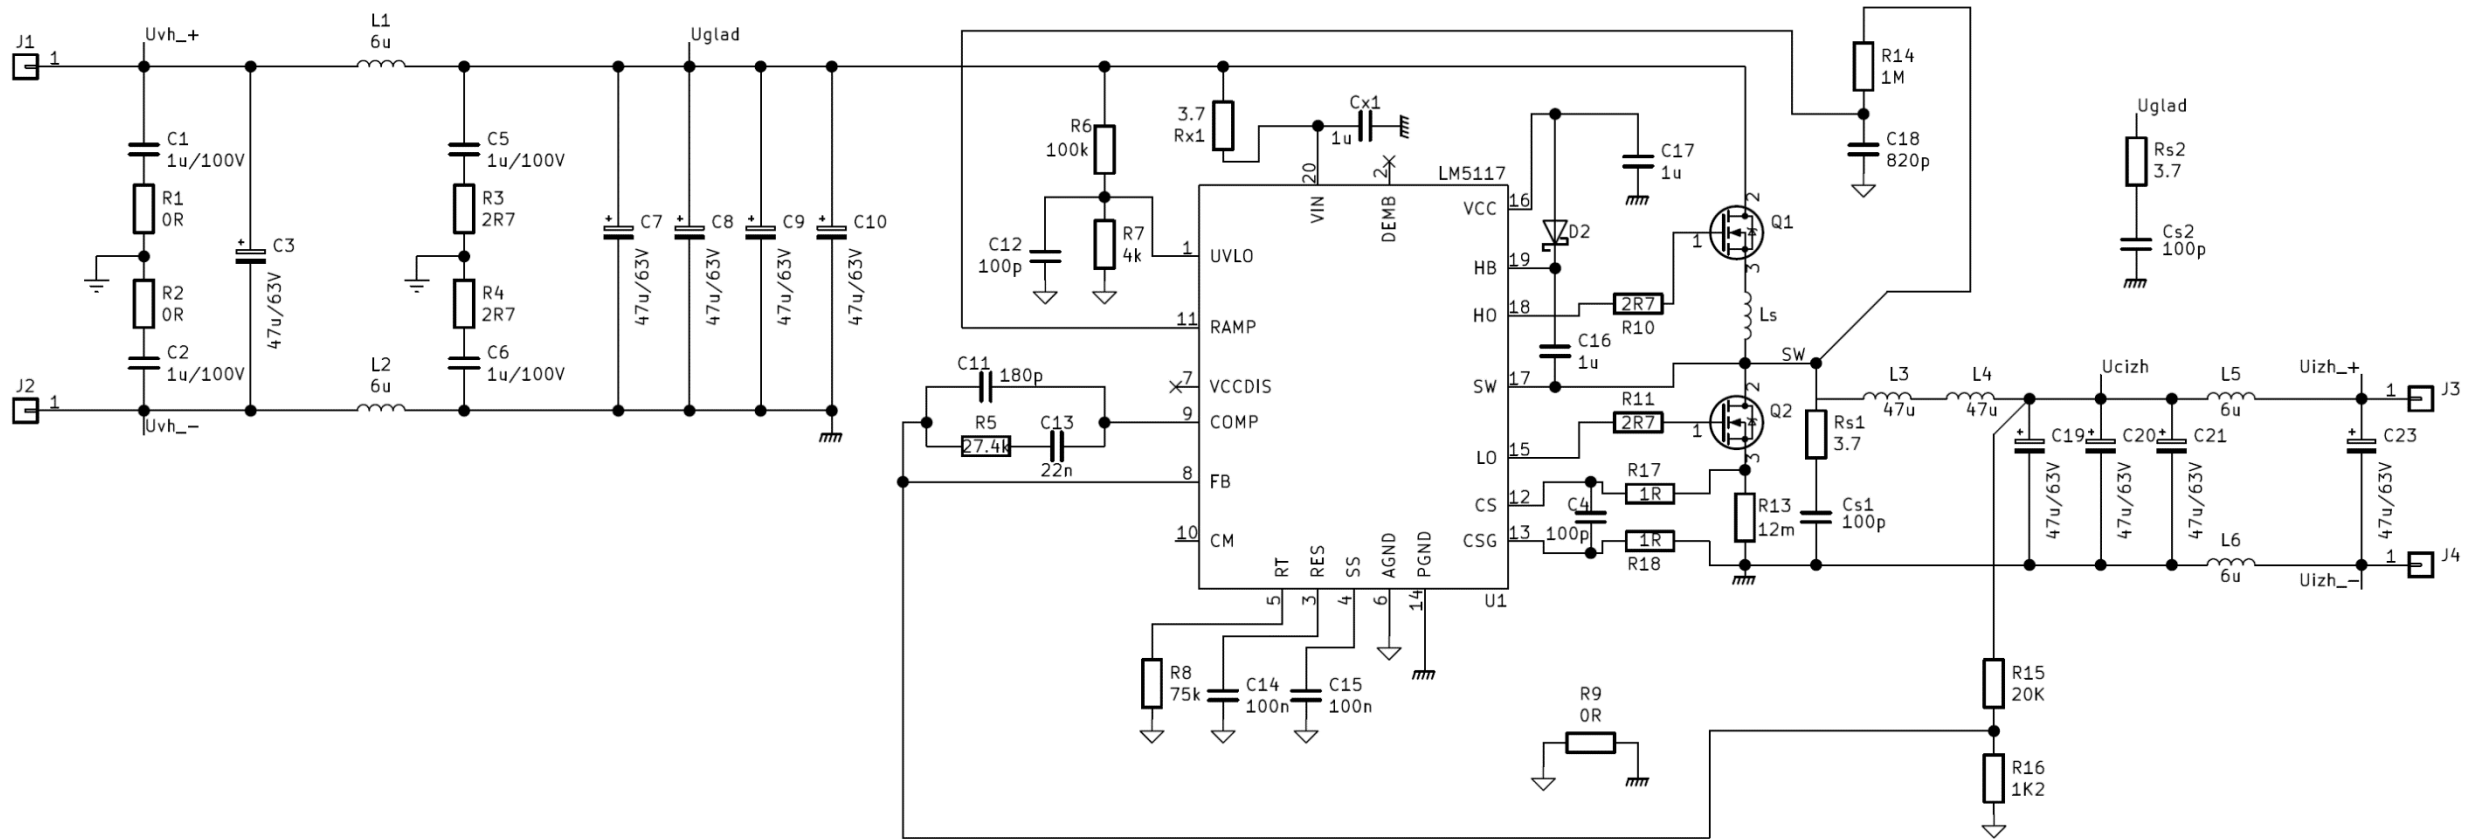 J1
1
Uvh_+
L1
6u
Uglad
C1
1u/100V
R1
0R
R2
0R
C2
1u/100V
C3
47u/63V
C5
1u/100V
R3
2R7
R4
2R7
C6
1u/100V
L2
6u
J2
1
Uvh_-
C7
47u/63V
C8
47u/63V
C9
47u/63V
C10
47u/63V
R6
100k
C12
100p
R7
4k
3.7
Rx1
Cx1
1u
LM5117
20
VIN
2
DEMB
1
UVLO
11
RAMP
7
VCCDIS
9
COMP
8
FB
10
CM
5
RT
3
RES
4
SS
6
AGND
14
PGND
U1
16
VCC
19
HB
18
HO
17
SW
15
LO
12
CS
13
CSG
C11
180p
R5
27.4k
C13
22n
R8
75k
C14
100n
C15
100n
D2
C17
1u
C16
1u
2R7
R10
R11
2R7
R17
1R
C4
100p
1R
R18
2
Q1
1
3
Ls
SW
2
Q2
1
3
R13
12m
Rs1
3.7
Cs1
100p
R14
1M
C18
820p
Uglad
Rs2
3.7
Cs2
100p
L3
47u
L4
47u
Ucizh
L5
6u
Uizh_+
1
J3
C19
47u/63V
C20
47u/63V
C21
47u/63V
C23
47u/63V
L6
6u
Uizh_-
1
J4
R9
0R
R15
20K
R16
1K2